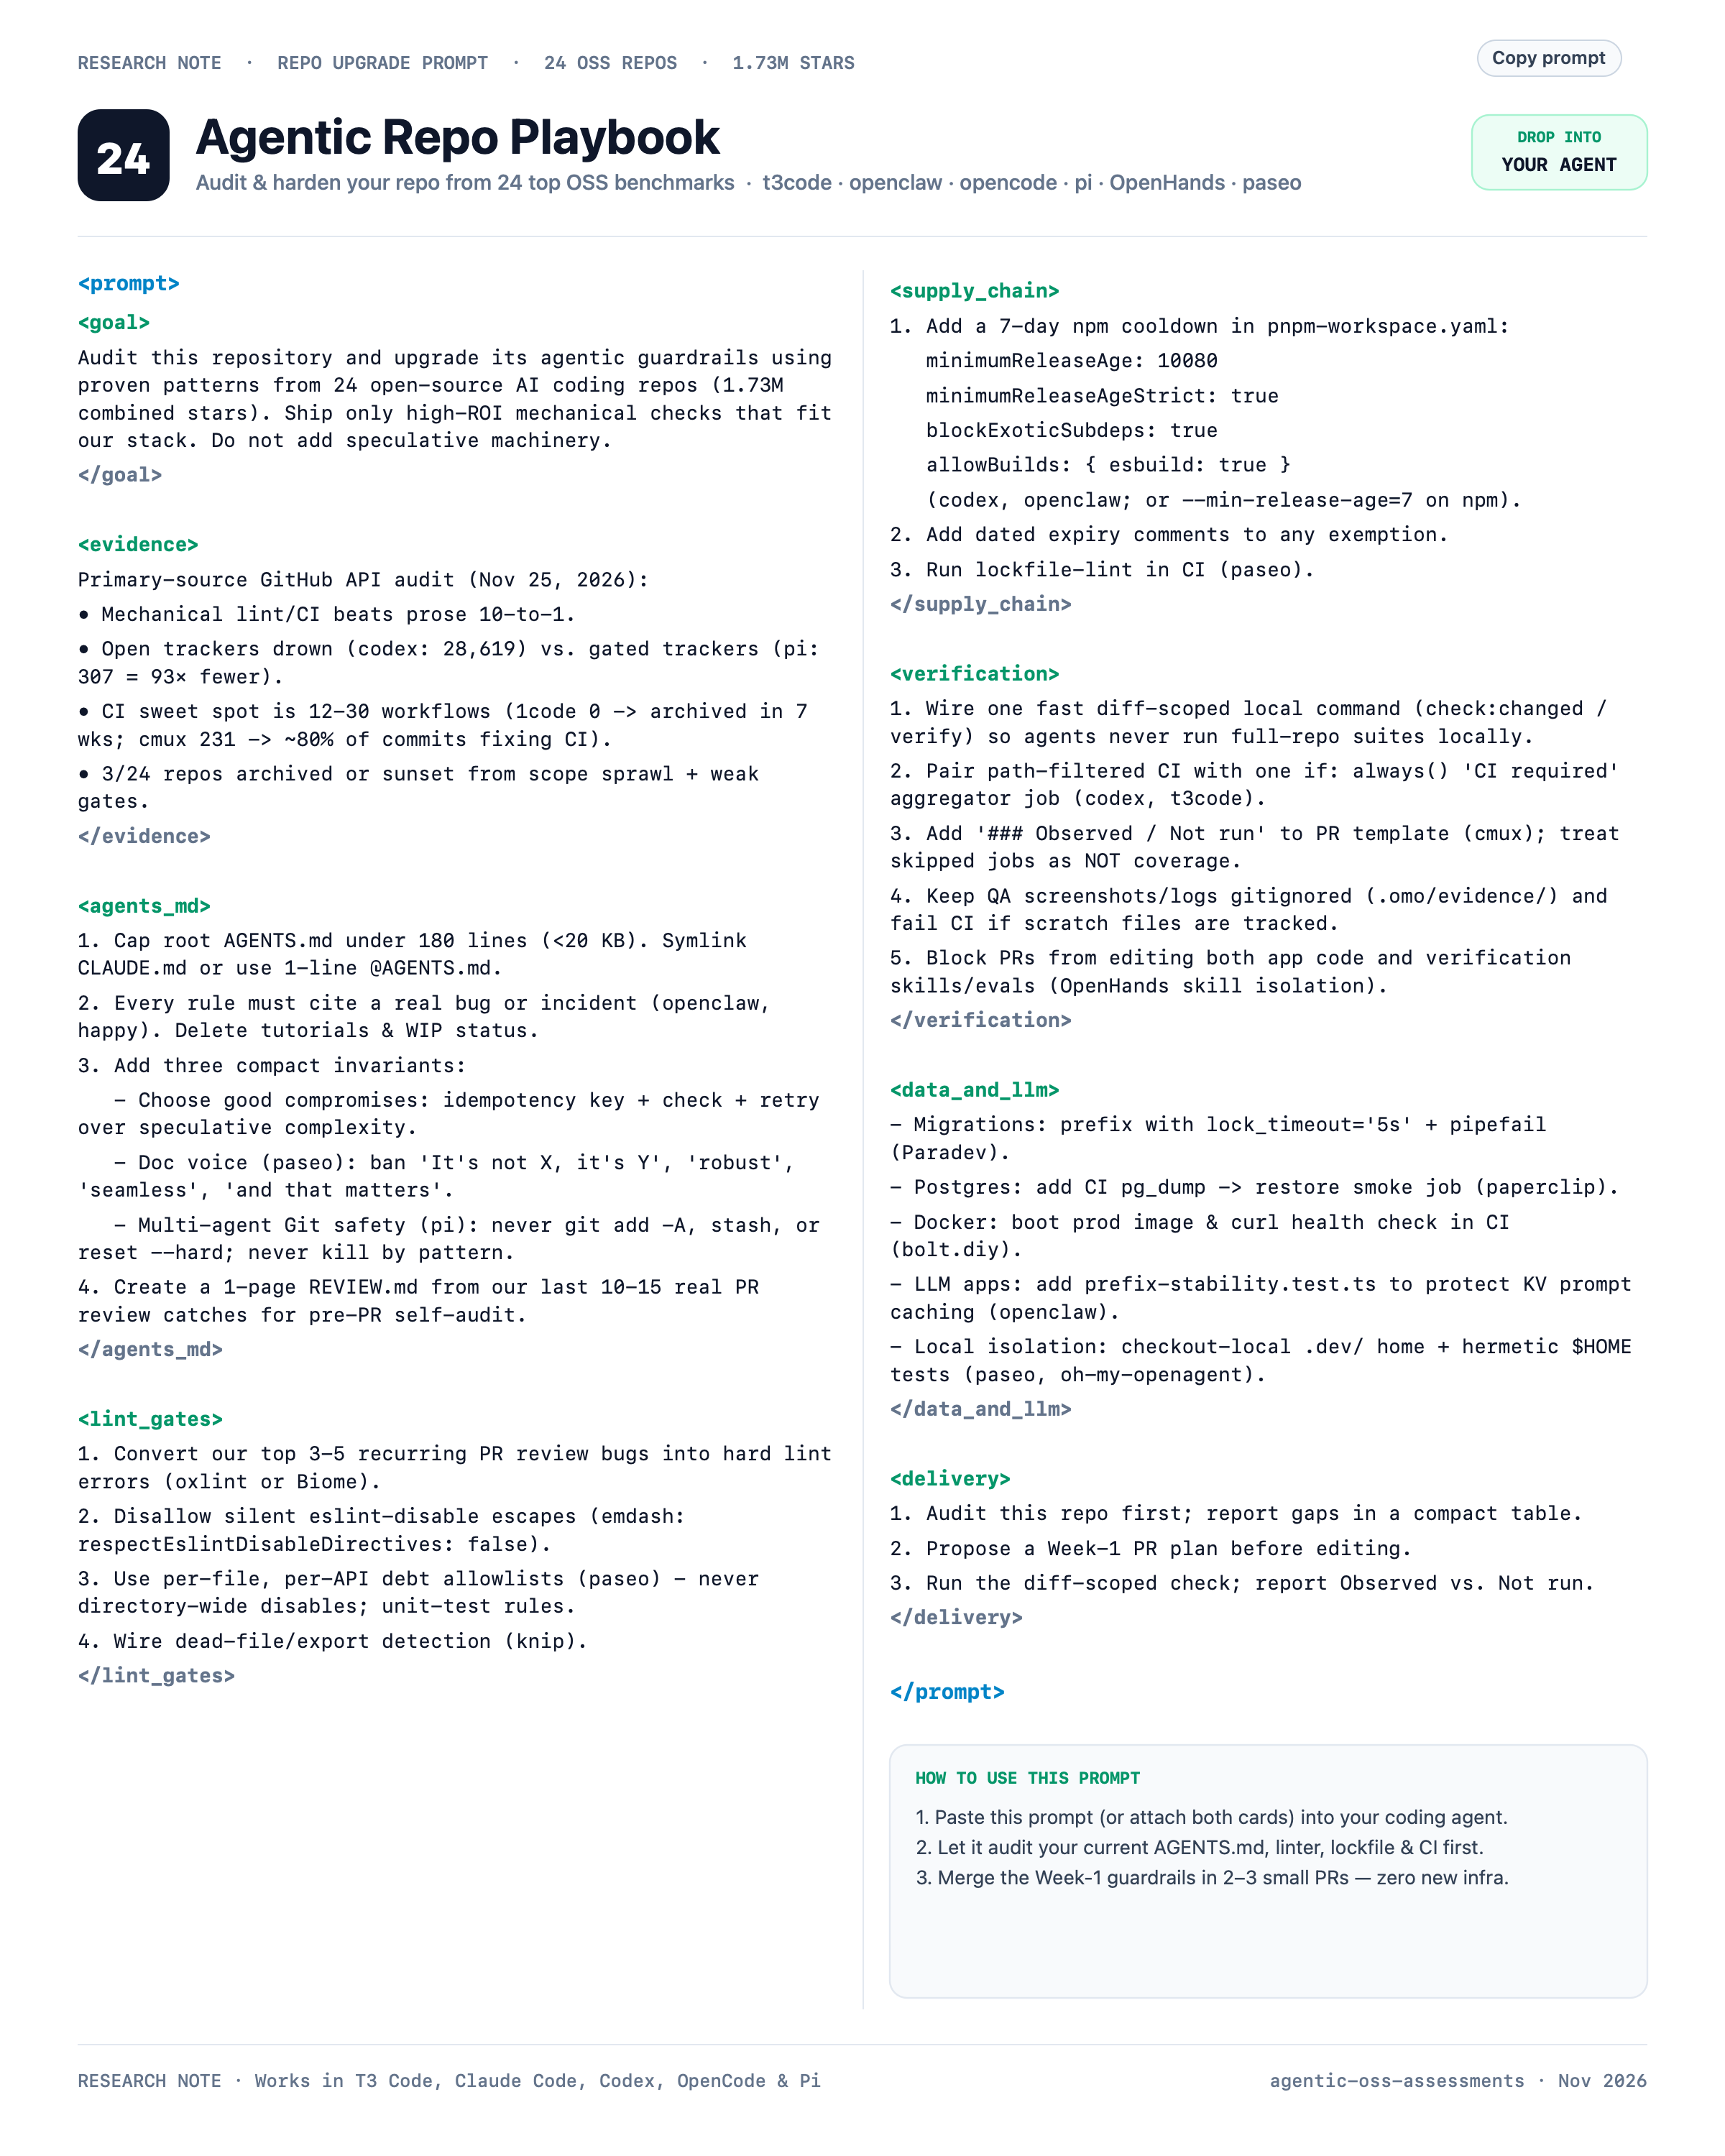 RESEARCH NOTE · REPO UPGRADE PROMPT · 24 OSS REPOS · 1.73M STARS
Copy prompt
24
Agentic Repo Playbook
Audit & harden your repo from 24 top OSS benchmarks · t3code · openclaw · opencode · pi · OpenHands · paseo
DROP INTO
YOUR AGENT
<prompt>
<goal>
Audit this repository and upgrade its agentic guardrails using
proven patterns from 24 open-source AI coding repos (1.73M
combined stars). Ship only high-ROI mechanical checks that fit
our stack. Do not add speculative machinery.
</goal>
<evidence>
Primary-source GitHub API audit (Nov 25, 2026):
• Mechanical lint/CI beats prose 10-to-1.
• Open trackers drown (codex: 28,619) vs. gated trackers (pi:
307 = 93× fewer).
• CI sweet spot is 12–30 workflows (1code 0 -> archived in 7
wks; cmux 231 -> ~80% of commits fixing CI).
• 3/24 repos archived or sunset from scope sprawl + weak
gates.
</evidence>
<agents_md>
1. Cap root AGENTS.md under 180 lines (<20 KB). Symlink
CLAUDE.md or use 1-line @AGENTS.md.
2. Every rule must cite a real bug or incident (openclaw,
happy). Delete tutorials & WIP status.
3. Add three compact invariants:
– Choose good compromises: idempotency key + check + retry
over speculative complexity.
– Doc voice (paseo): ban 'It's not X, it's Y', 'robust',
'seamless', 'and that matters'.
– Multi-agent Git safety (pi): never git add -A, stash, or
reset --hard; never kill by pattern.
4. Create a 1-page REVIEW.md from our last 10–15 real PR
review catches for pre-PR self-audit.
</agents_md>
<lint_gates>
1. Convert our top 3–5 recurring PR review bugs into hard lint
errors (oxlint or Biome).
2. Disallow silent eslint-disable escapes (emdash:
respectEslintDisableDirectives: false).
3. Use per-file, per-API debt allowlists (paseo) — never
directory-wide disables; unit-test rules.
4. Wire dead-file/export detection (knip).
</lint_gates>
<supply_chain>
1. Add a 7-day npm cooldown in pnpm-workspace.yaml:
minimumReleaseAge: 10080
minimumReleaseAgeStrict: true
blockExoticSubdeps: true
allowBuilds: { esbuild: true }
(codex, openclaw; or --min-release-age=7 on npm).
2. Add dated expiry comments to any exemption.
3. Run lockfile-lint in CI (paseo).
</supply_chain>
<verification>
1. Wire one fast diff-scoped local command (check:changed /
verify) so agents never run full-repo suites locally.
2. Pair path-filtered CI with one if: always() 'CI required'
aggregator job (codex, t3code).
3. Add '### Observed / Not run' to PR template (cmux); treat
skipped jobs as NOT coverage.
4. Keep QA screenshots/logs gitignored (.omo/evidence/) and
fail CI if scratch files are tracked.
5. Block PRs from editing both app code and verification
skills/evals (OpenHands skill isolation).
</verification>
<data_and_llm>
– Migrations: prefix with lock_timeout='5s' + pipefail
(Paradev).
– Postgres: add CI pg_dump -> restore smoke job (paperclip).
– Docker: boot prod image & curl health check in CI
(bolt.diy).
– LLM apps: add prefix-stability.test.ts to protect KV prompt
caching (openclaw).
– Local isolation: checkout-local .dev/ home + hermetic $HOME
tests (paseo, oh-my-openagent).
</data_and_llm>
<delivery>
1. Audit this repo first; report gaps in a compact table.
2. Propose a Week-1 PR plan before editing.
3. Run the diff-scoped check; report Observed vs. Not run.
</delivery>
</prompt>
HOW TO USE THIS PROMPT
1. Paste this prompt (or attach both cards) into your coding agent.
2. Let it audit your current AGENTS.md, linter, lockfile & CI first.
3. Merge the Week-1 guardrails in 2–3 small PRs — zero new infra.
RESEARCH NOTE · Works in T3 Code, Claude Code, Codex, OpenCode & Pi
agentic-oss-assessments · Nov 2026